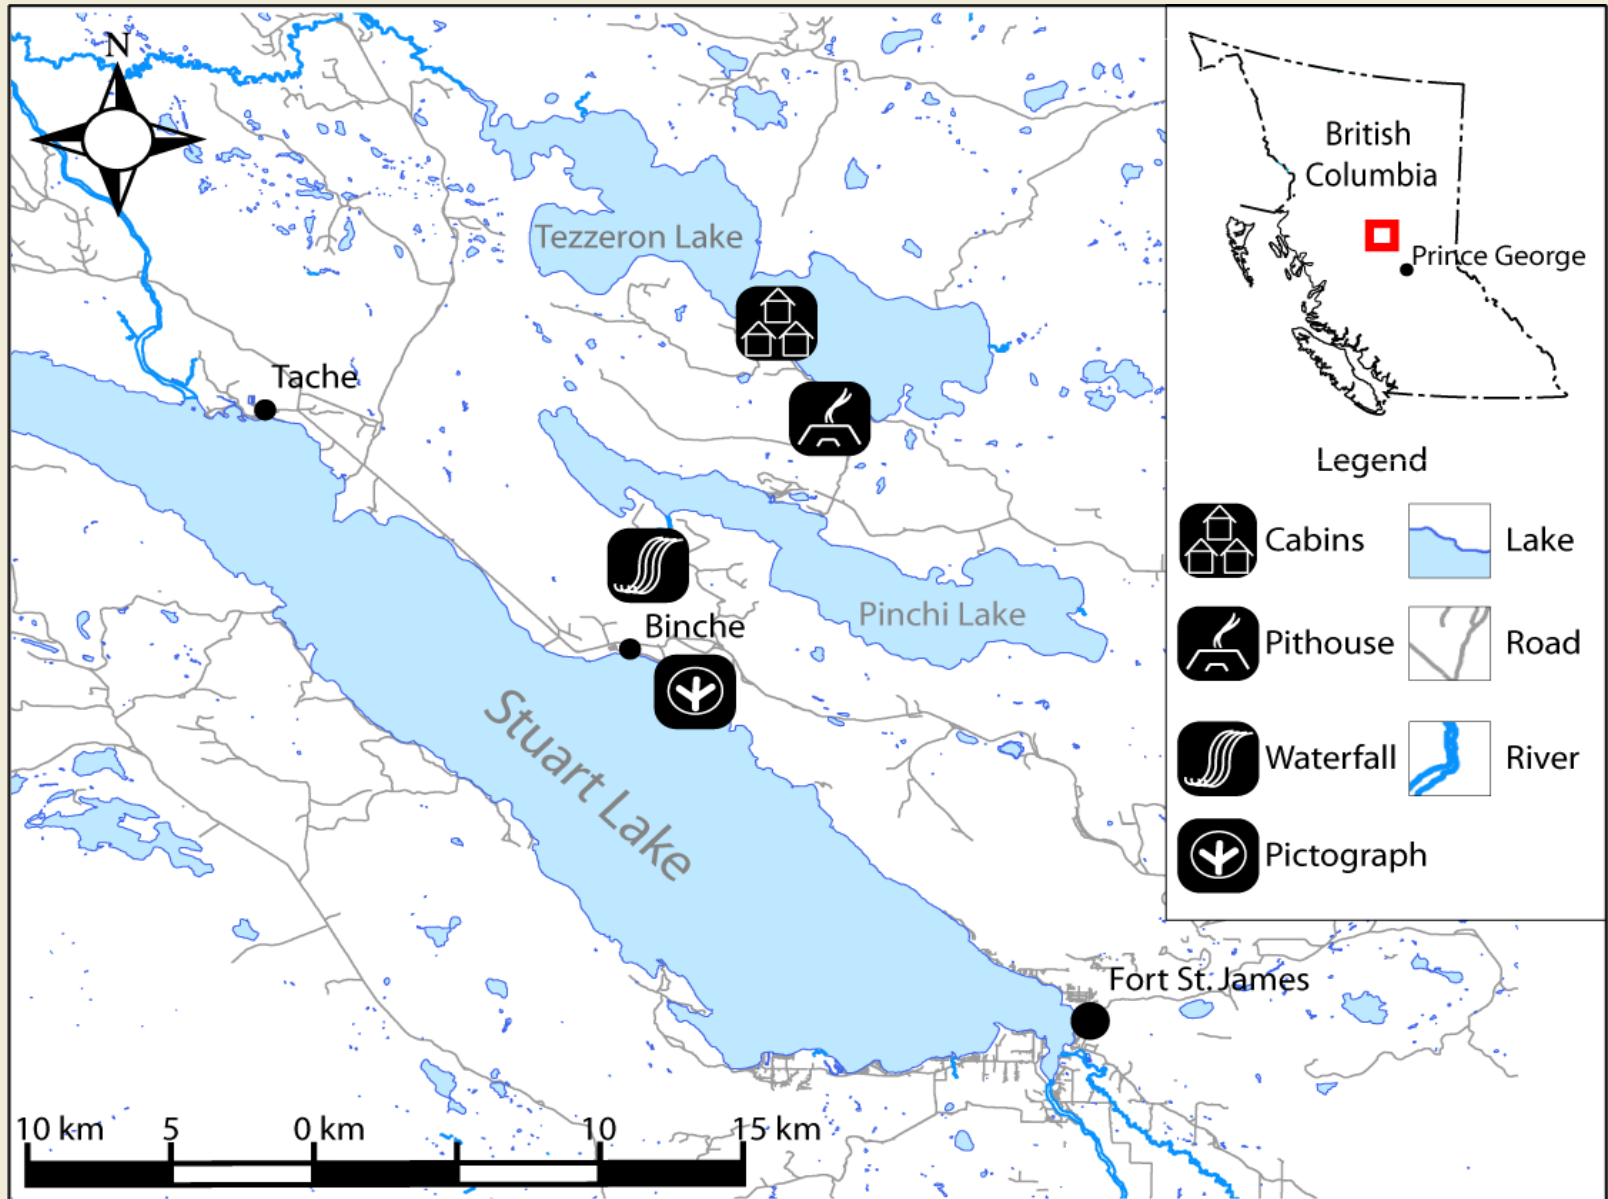 N
Tezzeron Lake
Tache
Binche
Pinchi Lake
Stuart Lake
Fort St. James
10 km 5 0 km 10 15 km
British
Columbia
Prince George
Legend
Cabins
Lake
Pithouse
Road
Waterfall
River
Pictograph